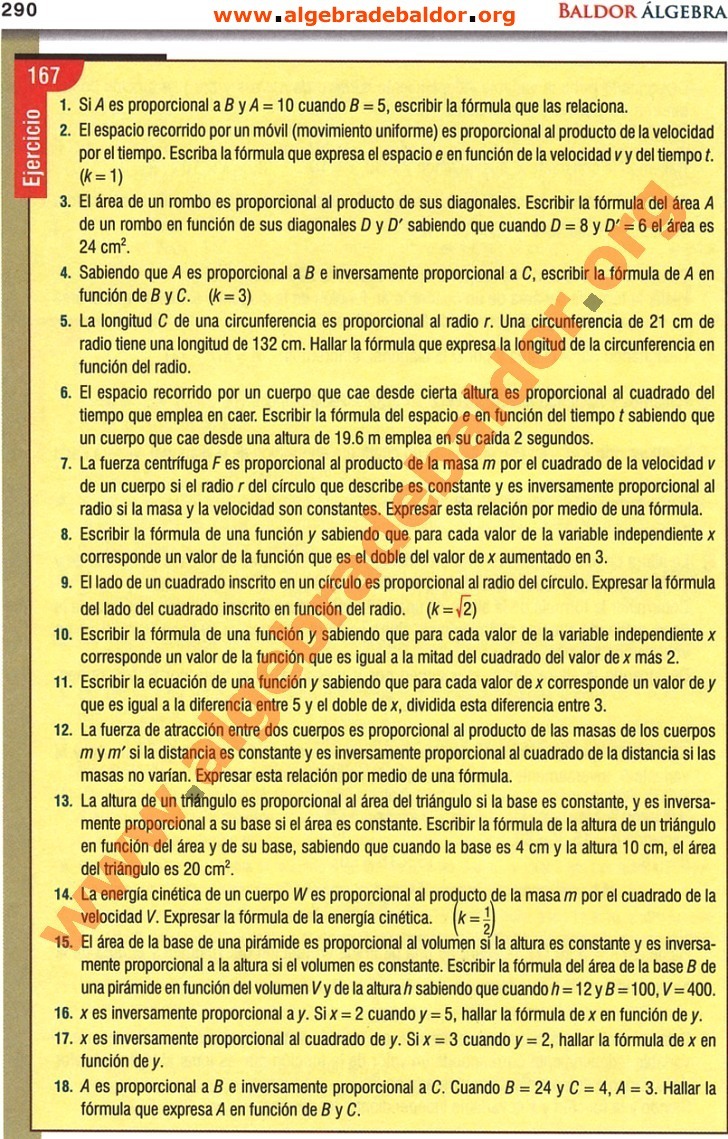 290
www.algebradebaldor.org
BALDOR ÁLGEBRA
167
Ejercicio
1. Si A es proporcional a B y A = 10 cuando B = 5, escribir la fórmula que las relaciona.
2. El espacio recorrido por un móvil (movimiento uniforme) es proporcional al producto de la velocidad
por el tiempo. Escriba la fórmula que expresa el espacio e en función de la velocidad v y del tiempo t.
(k = 1)
3. El área de un rombo es proporcional al producto de sus diagonales. Escribir la fórmula del área A
de un rombo en función de sus diagonales D y D′ sabiendo que cuando D = 8 y D′ = 6 el área es
24 cm².
4. Sabiendo que A es proporcional a B e inversamente proporcional a C, escribir la fórmula de A en
función de B y C. (k = 3)
5. La longitud C de una circunferencia es proporcional al radio r. Una circunferencia de 21 cm de
radio tiene una longitud de 132 cm. Hallar la fórmula que expresa la longitud de la circunferencia en
función del radio.
6. El espacio recorrido por un cuerpo que cae desde cierta altura es proporcional al cuadrado del
tiempo que emplea en caer. Escribir la fórmula del espacio e en función del tiempo t sabiendo que
un cuerpo que cae desde una altura de 19.6 m emplea en su caída 2 segundos.
7. La fuerza centrífuga F es proporcional al producto de la masa m por el cuadrado de la velocidad v
de un cuerpo si el radio r del círculo que describe es constante y es inversamente proporcional al
radio si la masa y la velocidad son constantes. Expresar esta relación por medio de una fórmula.
8. Escribir la fórmula de una función y sabiendo que para cada valor de la variable independiente x
corresponde un valor de la función que es el doble del valor de x aumentado en 3.
9. El lado de un cuadrado inscrito en un círculo es proporcional al radio del círculo. Expresar la fórmula
del lado del cuadrado inscrito en función del radio. (k = √2)
10. Escribir la fórmula de una función y sabiendo que para cada valor de la variable independiente x
corresponde un valor de la función que es igual a la mitad del cuadrado del valor de x más 2.
11. Escribir la ecuación de una función y sabiendo que para cada valor de x corresponde un valor de y
que es igual a la diferencia entre 5 y el doble de x, dividida esta diferencia entre 3.
12. La fuerza de atracción entre dos cuerpos es proporcional al producto de las masas de los cuerpos
m y m′ si la distancia es constante y es inversamente proporcional al cuadrado de la distancia si las
masas no varían. Expresar esta relación por medio de una fórmula.
13. La altura de un triángulo es proporcional al área del triángulo si la base es constante, y es inversa-
mente proporcional a su base si el área es constante. Escribir la fórmula de la altura de un triángulo
en función del área y de su base, sabiendo que cuando la base es 4 cm y la altura 10 cm, el área
del triángulo es 20 cm².
14. La energía cinética de un cuerpo W es proporcional al producto de la masa m por el cuadrado de la
velocidad V. Expresar la fórmula de la energía cinética. (k = 1/2)
15. El área de la base de una pirámide es proporcional al volumen si la altura es constante y es inversa-
mente proporcional a la altura si el volumen es constante. Escribir la fórmula del área de la base B de
una pirámide en función del volumen V y de la altura h sabiendo que cuando h = 12 y B = 100, V = 400.
16. x es inversamente proporcional a y. Si x = 2 cuando y = 5, hallar la fórmula de x en función de y.
17. x es inversamente proporcional al cuadrado de y. Si x = 3 cuando y = 2, hallar la fórmula de x en
función de y.
18. A es proporcional a B e inversamente proporcional a C. Cuando B = 24 y C = 4, A = 3. Hallar la
fórmula que expresa A en función de B y C.
www.algebradebaldor.org